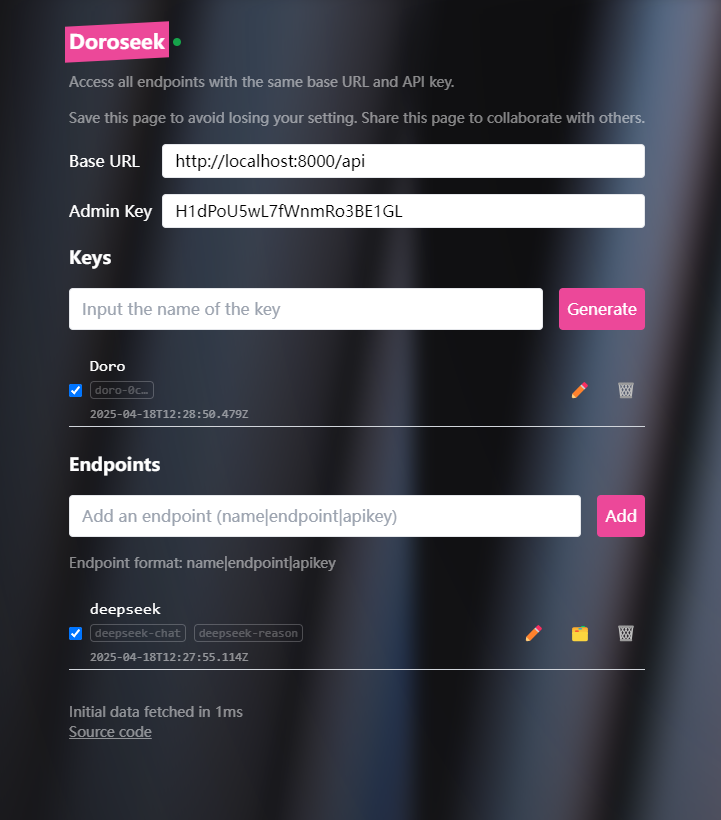 Doroseek
Access all endpoints with the same base URL and API key.
Save this page to avoid losing your setting. Share this page to collaborate with others.
Base URL http://localhost:8000/api
Admin Key H1dPoU5wL7fWnmRo3BE1GL
Keys
Input the name of the key Generate
Doro
doro-0c…
2025-04-18T12:28:50.479Z
Endpoints
Add an endpoint (name|endpoint|apikey) Add
Endpoint format: name|endpoint|apikey
deepseek
deepseek-chat deepseek-reason
2025-04-18T12:27:55.114Z
Initial data fetched in 1ms
Source code